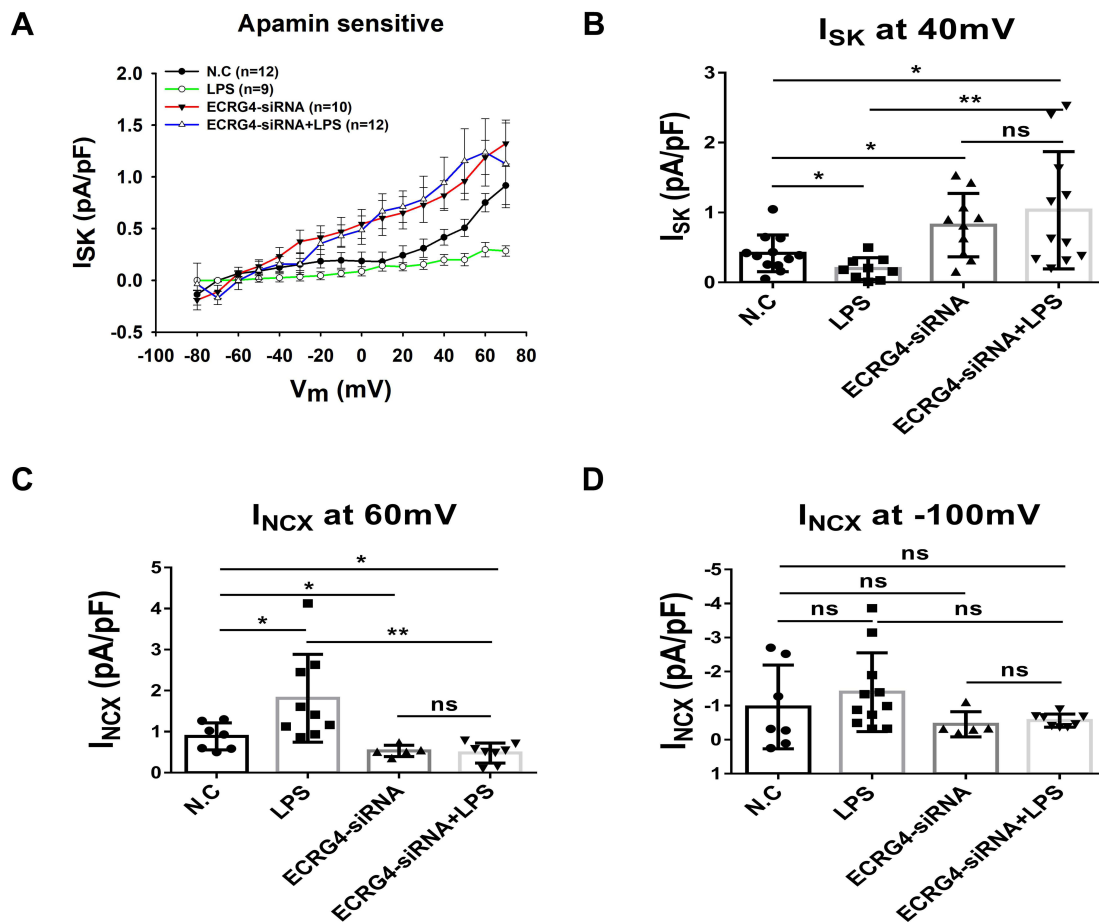 A
Apamin sensitive
ISK (pA/pF)
2.0
1.5
1.0
0.5
0.0
-0.5
N.C (n=12)
LPS (n=9)
ECRG4-siRNA (n=10)
ECRG4-siRNA+LPS (n=12)
-100 -80 -60 -40 -20 0 20 40 60 80
Vm (mV)
B
ISK at 40mV
ISK (pA/pF)
3
2
1
0
*
**
*
ns
*
N.C
LPS
ECRG4-siRNA
ECRG4-siRNA+LPS
C
INCX at 60mV
INCX (pA/pF)
5
4
3
2
1
0
*
*
*
**
ns
N.C
LPS
ECRG4-siRNA
ECRG4-siRNA+LPS
D
INCX at -100mV
INCX (pA/pF)
-5
-4
-3
-2
-1
0
1
ns
ns
ns
ns
ns
N.C
LPS
ECRG4-siRNA
ECRG4-siRNA+LPS